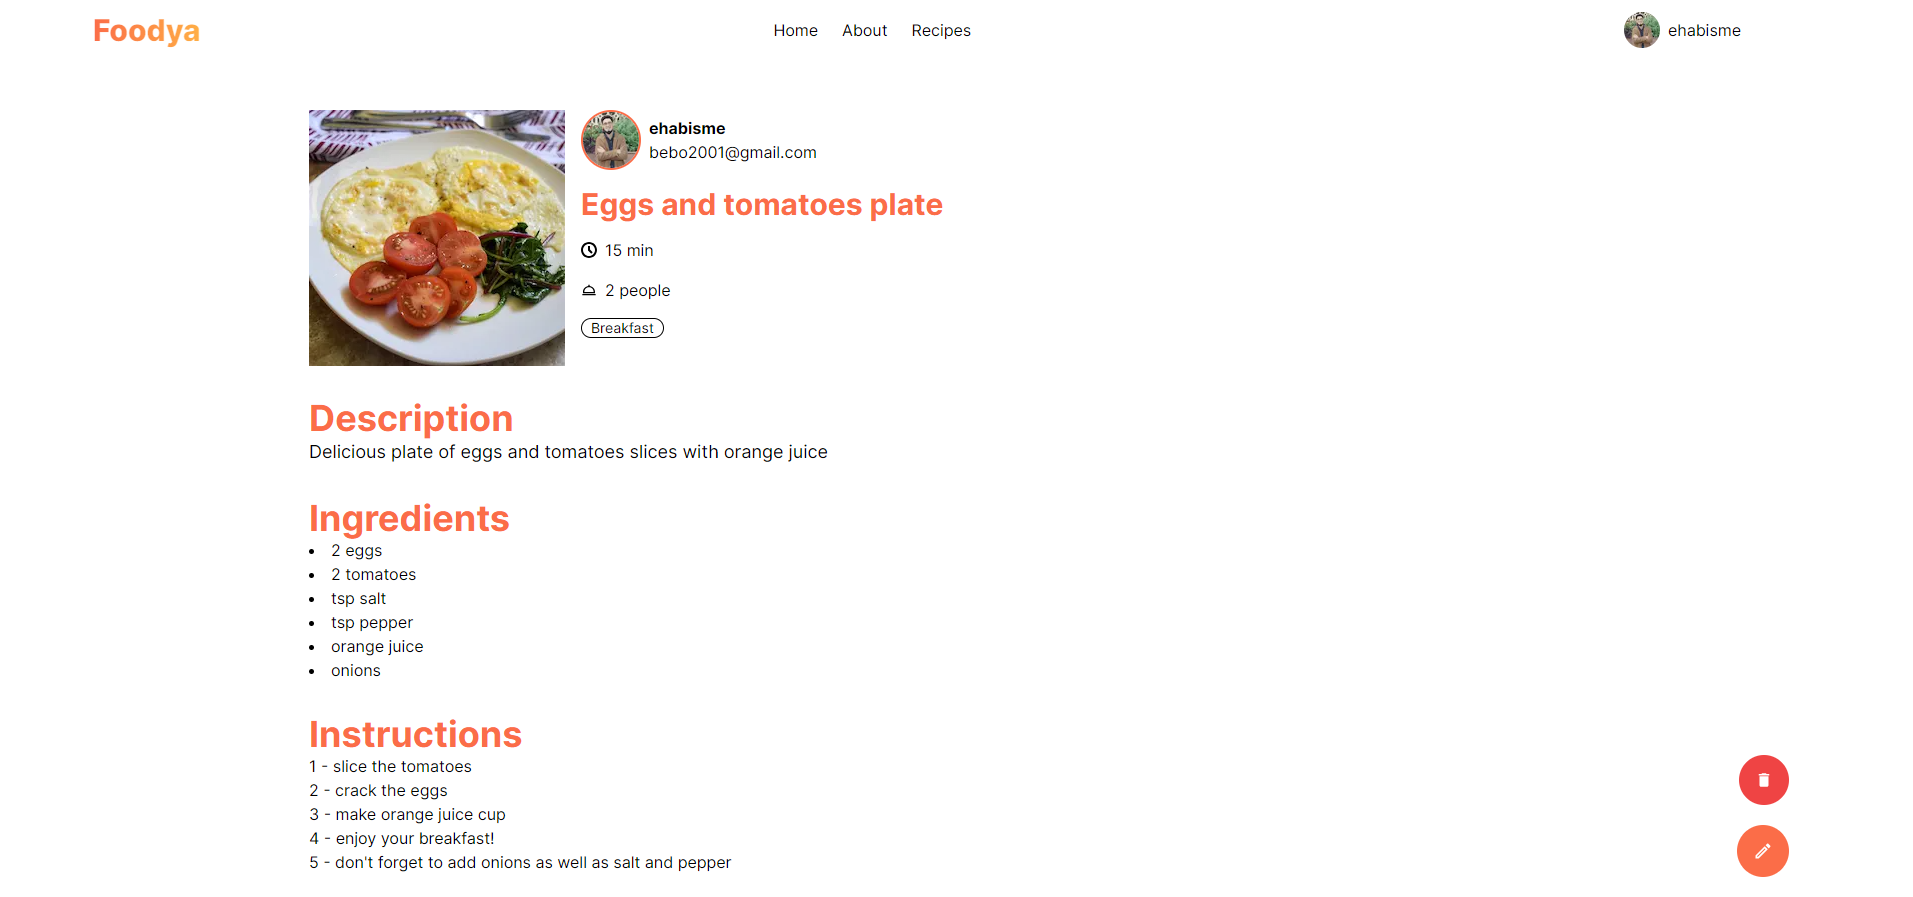 Foodya
Home About Recipes
ehabisme
ehabisme
bebo2001@gmail.com
Eggs and tomatoes plate
15 min
2 people
Breakfast
Description
Delicious plate of eggs and tomatoes slices with orange juice
Ingredients
• 2 eggs
• 2 tomatoes
• tsp salt
• tsp pepper
• orange juice
• onions
Instructions
1 - slice the tomatoes
2 - crack the eggs
3 - make orange juice cup
4 - enjoy your breakfast!
5 - don't forget to add onions as well as salt and pepper